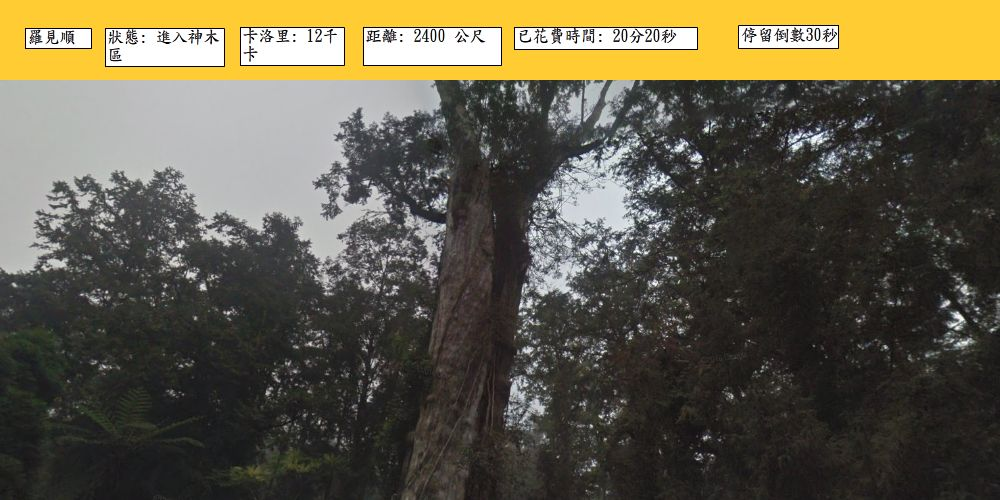 羅見順
狀態: 進入神木
區
卡洛里: 12千
卡
距離: 2400 公尺
已花費時間: 20分20秒
停留倒數30秒